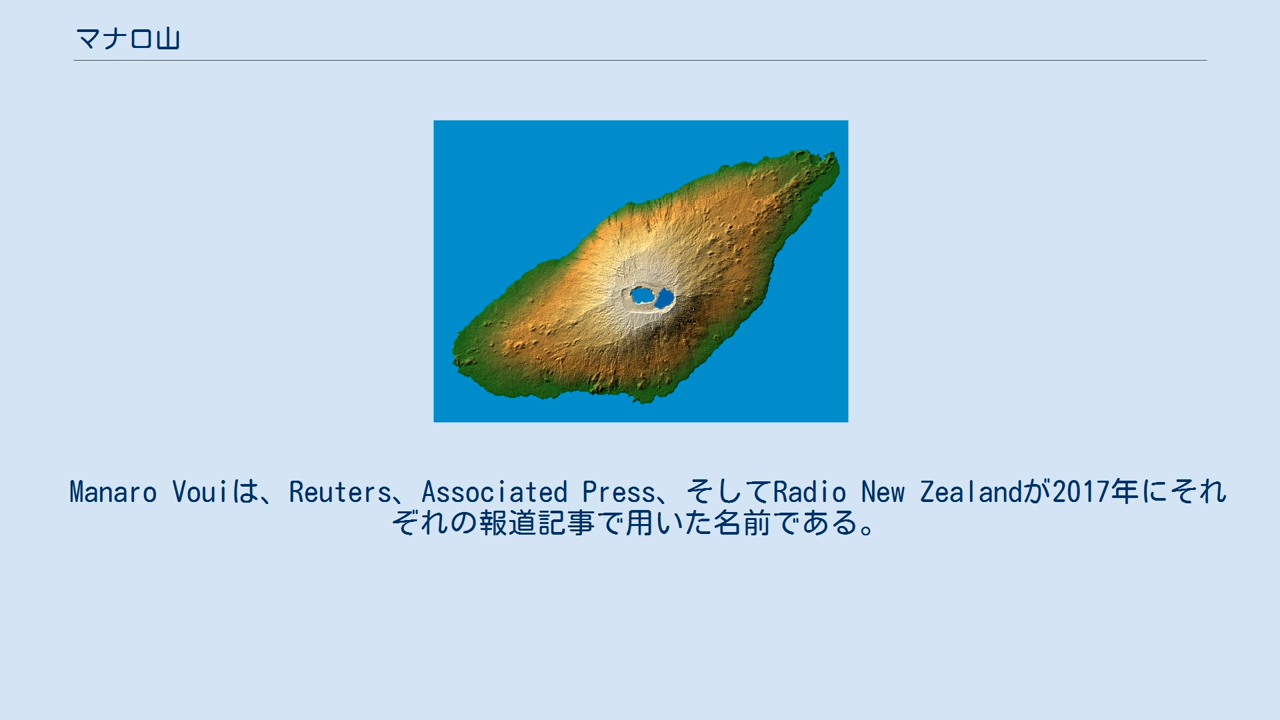 マナロ山
Manaro Vouiは、Reuters、Associated Press、そしてRadio New Zealandが2017年にそれ
ぞれの報道記事で用いた名前である。